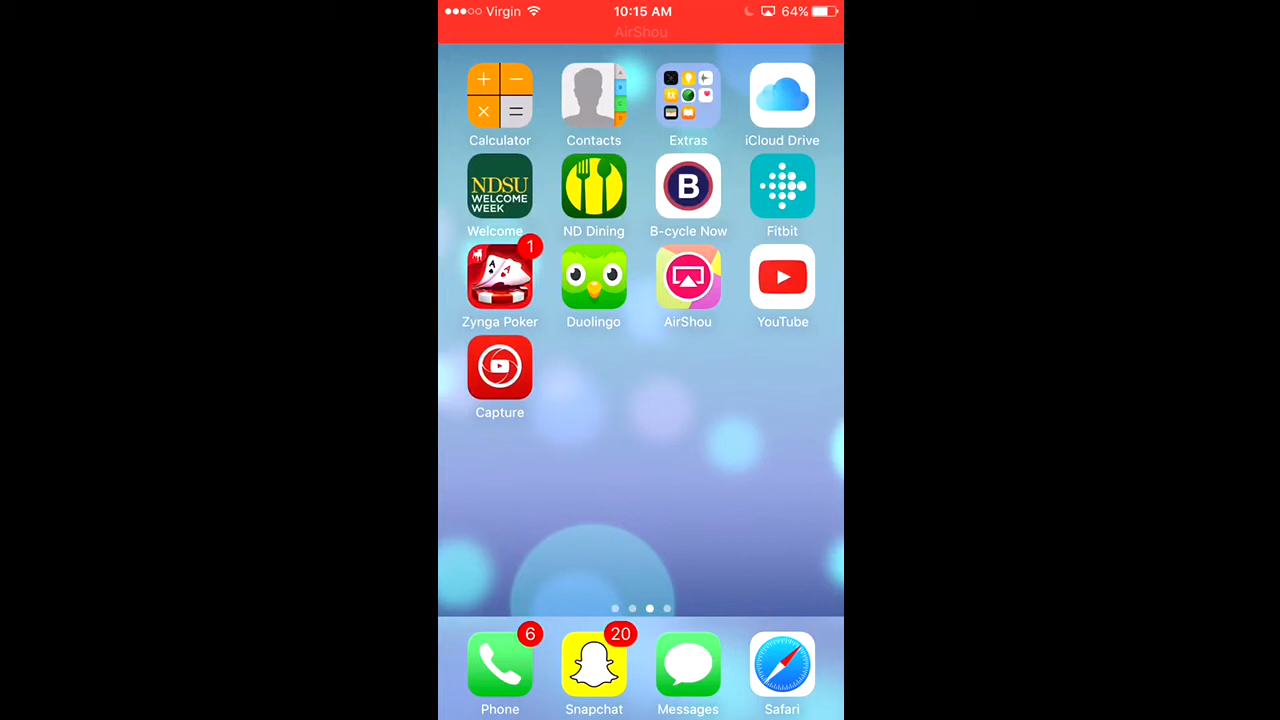 Virgin 10:15 AM 64%
AirShou
Calculator Contacts Extras iCloud Drive
NDSU
WELCOME
WEEK
B
Welcome ND Dining B-cycle Now Fitbit
1
A A
Zynga Poker Duolingo AirShou YouTube
Capture
6 20
Phone Snapchat Messages Safari